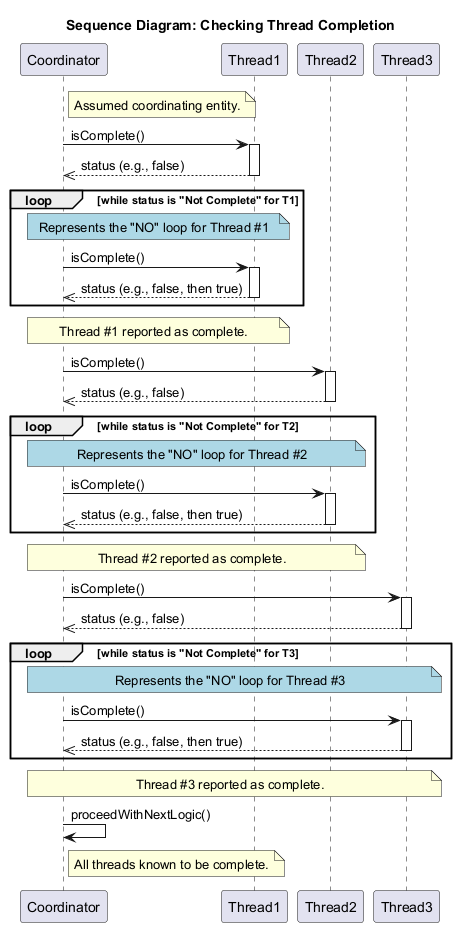 Sequence Diagram: Checking Thread Completion
Coordinator Thread1 Thread2 Thread3
Assumed coordinating entity.
isComplete()
status (e.g., false)
loop [while status is "Not Complete" for T1]
Represents the "NO" loop for Thread #1
isComplete()
status (e.g., false, then true)
Thread #1 reported as complete.
isComplete()
status (e.g., false)
loop [while status is "Not Complete" for T2]
Represents the "NO" loop for Thread #2
isComplete()
status (e.g., false, then true)
Thread #2 reported as complete.
isComplete()
status (e.g., false)
loop [while status is "Not Complete" for T3]
Represents the "NO" loop for Thread #3
isComplete()
status (e.g., false, then true)
Thread #3 reported as complete.
proceedWithNextLogic()
All threads known to be complete.
Coordinator Thread1 Thread2 Thread3